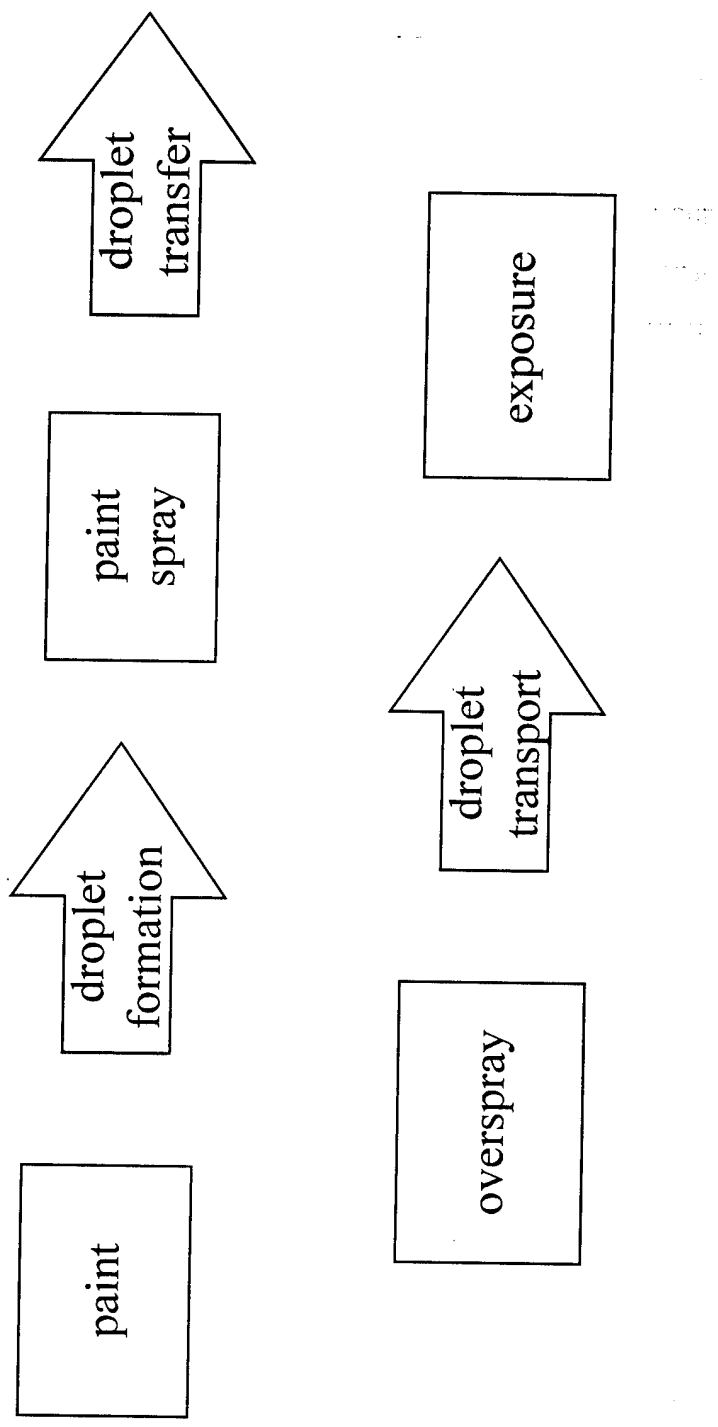 paint
droplet
formation
paint
spray
droplet
transfer
overspray
droplet
transport
exposure